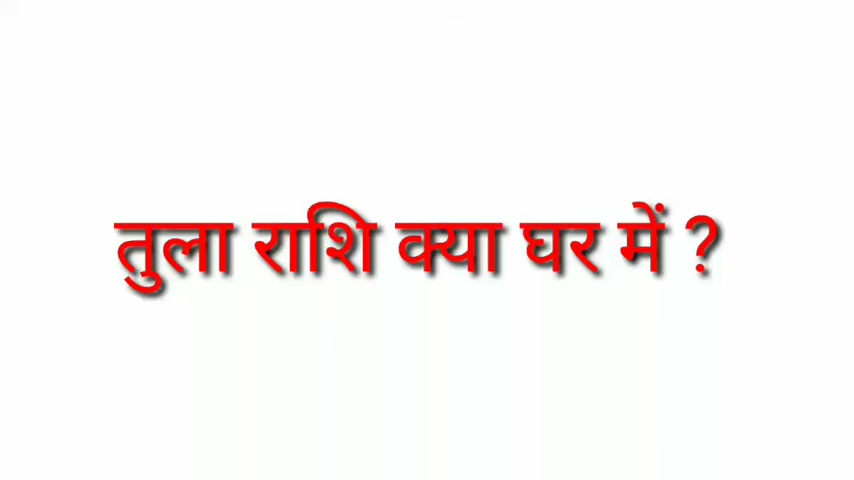 तुला राशि क्या घर में ?